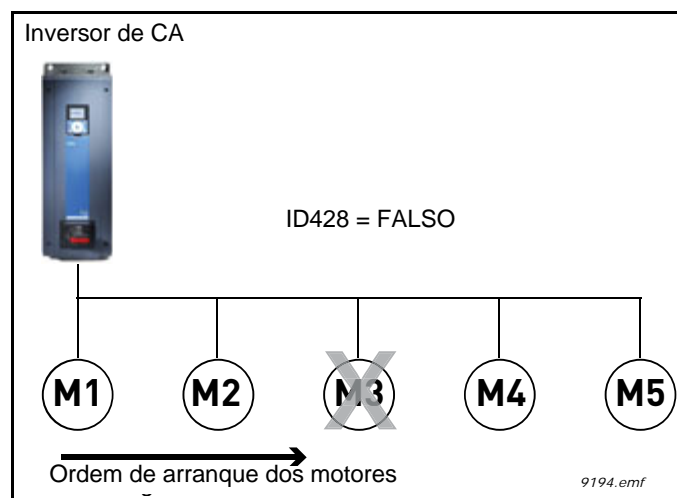 Inversor de CA
ID428 = FALSO
M1 M2 M3 M4 M5
Ordem de arranque dos motores
9194.emf